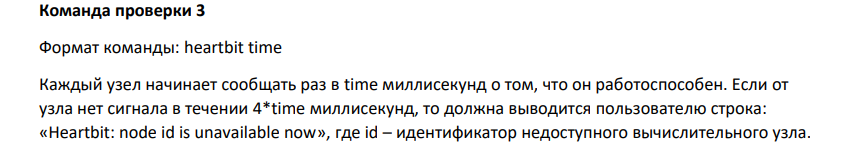 Команда проверки 3
Формат команды: heartbit time
Каждый узел начинает сообщать раз в time миллисекунд о том, что он работоспособен. Если от
узла нет сигнала в течении 4*time миллисекунд, то должна выводится пользователю строка:
«Heartbit: node id is unavailable now», где id – идентификатор недоступного вычислительного узла.